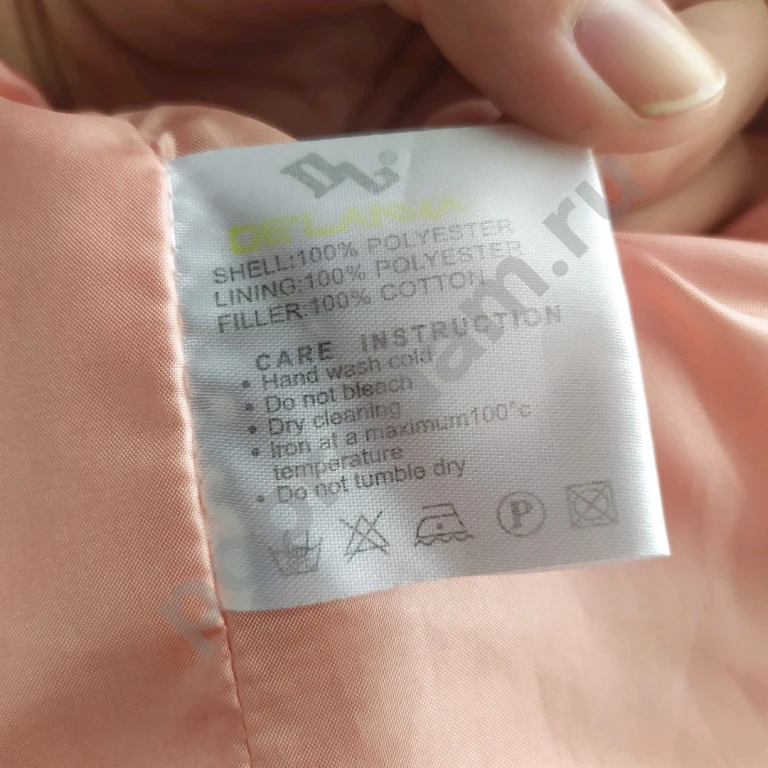 DL®
SHELL:100% POLYESTER
LINING:100% POLYESTER
FILLER:100% COTTON
CARE INSTRUCTION
• Hand wash cold
• Do not bleach
• Dry cleaning
• Iron at a maximum100°c
temperature
• Do not tumble dry
P